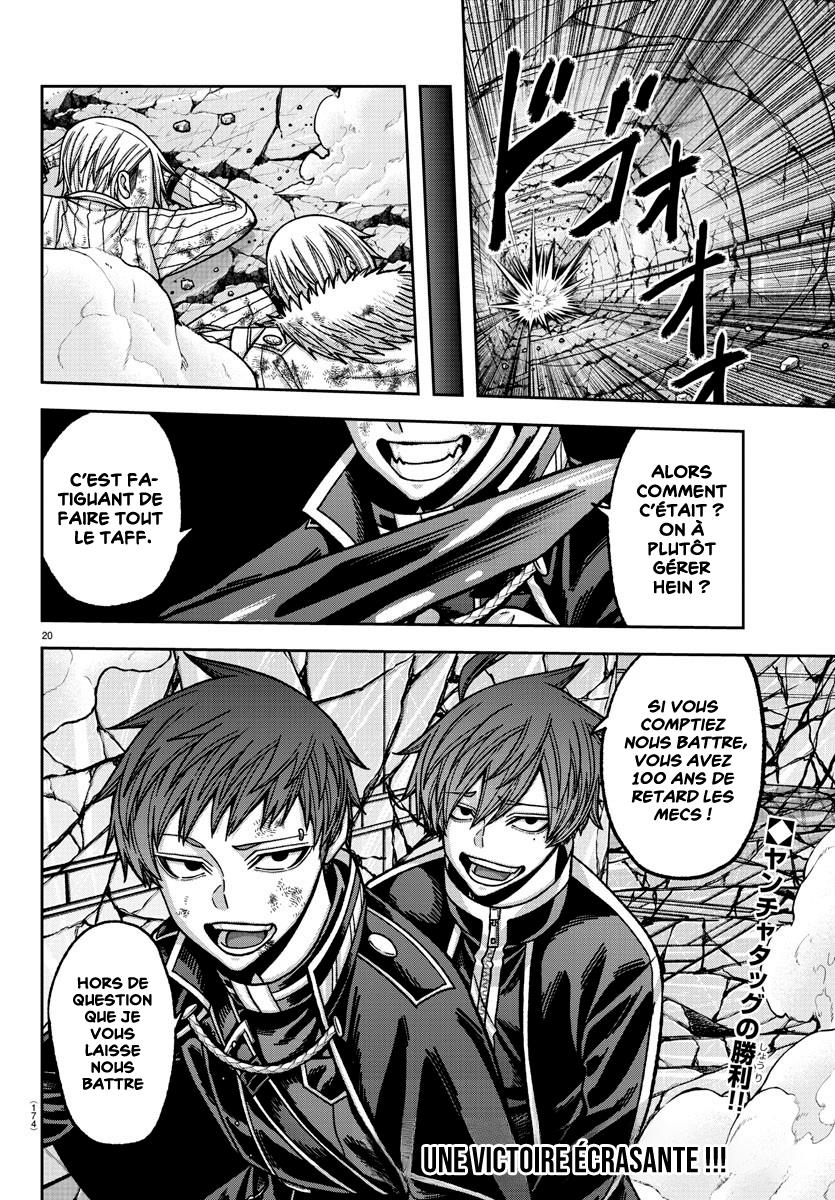 ドゴォォォ
ALORS
COMMENT
C'ÉTAIT ?
ON À
PLUTÔT
GÉRER
HEIN ?
C'EST FA-
TIGUANT DE
FAIRE TOUT
LE TAFF.
20
SI VOUS
COMPTIEZ
NOUS BATTRE,
VOUS AVEZ
100 ANS DE
RETARD LES
MECS !
ヤンチャタッグの勝利!!
しょうり
HORS DE
QUESTION
QUE JE
VOUS
LAISSE
NOUS
BATTRE
(174)
UNE VICTOIRE ÉCRASANTE !!!